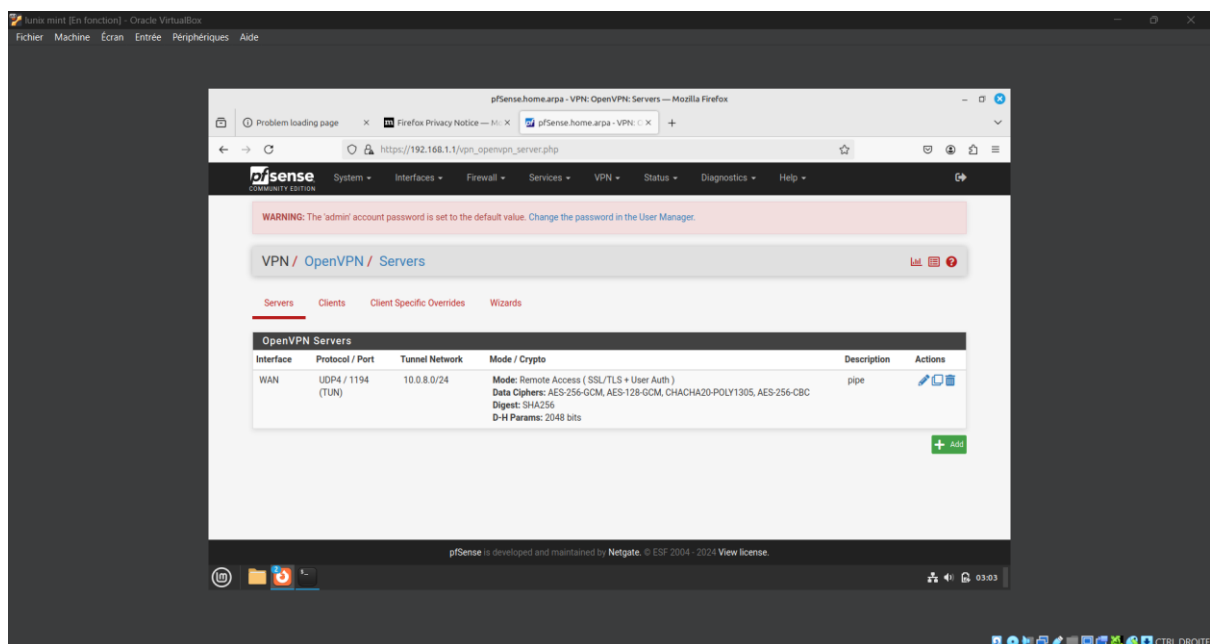 lunix mint [En fonction] - Oracle VirtualBox
Fichier Machine Écran Entrée Périphériques Aide
pfSense.home.arpa - VPN: OpenVPN: Servers — Mozilla Firefox
Problem loading page
Firefox Privacy Notice — Mo
pfSense.home.arpa - VPN: O
https://192.168.1.1/vpn_openvpn_server.php
pfsense System Interfaces Firewall Services VPN Status Diagnostics Help
COMMUNITY EDITION
WARNING: The 'admin' account password is set to the default value. Change the password in the User Manager.
VPN / OpenVPN / Servers
Servers Clients Client Specific Overrides Wizards
OpenVPN Servers
Interface Protocol / Port Tunnel Network Mode / Crypto Description Actions
WAN UDP4 / 1194 10.0.8.0/24 Mode: Remote Access ( SSL/TLS + User Auth ) pipe
(TUN) Data Ciphers: AES-256-GCM, AES-128-GCM, CHACHA20-POLY1305, AES-256-CBC
Digest: SHA256
D-H Params: 2048 bits
Add
pfSense is developed and maintained by Netgate. © ESF 2004 - 2024 View license.
2
03:03
CTRL DROITE